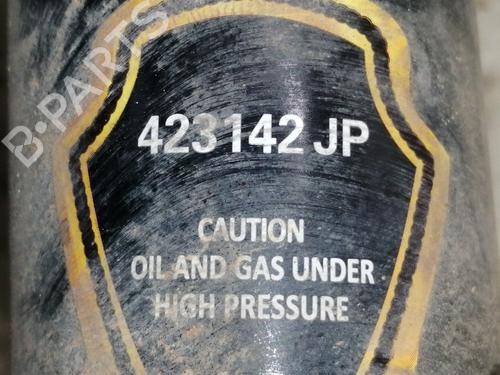 B-PARTS
423142 JP
CAUTION
OIL AND GAS UNDER
HIGH PRESSURE